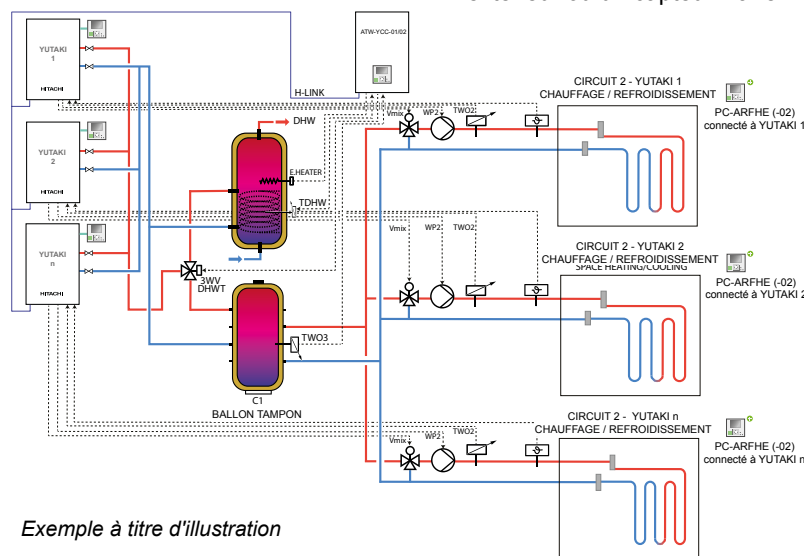 YUTAKI
1
HITACHI
YUTAKI
2
HITACHI
YUTAKI
n
HITACHI
ATW-YCC-01/02
H-LINK
DHW
E.HEATER
TDHW
3WV
DHWT
TWO3
C1
BALLON TAMPON
Vmix
WP2
TWO2
CIRCUIT 2 - YUTAKI 1
CHAUFFAGE / REFROIDISSEMENT
PC-ARFHE (-02)
connecté à YUTAKI 1
Vmix
WP2
TWO2
CIRCUIT 2 - YUTAKI 2
CHAUFFAGE / REFROIDISSEMENT
SPACE HEATING/COOLING
PC-ARFHE (-02)
connecté à YUTAKI 2
Vmix
WP2
TWO2
CIRCUIT 2 - YUTAKI n
CHAUFFAGE / REFROIDISSEMENT
PC-ARFHE (-02)
connecté à YUTAKI n
Exemple à titre d'illustration